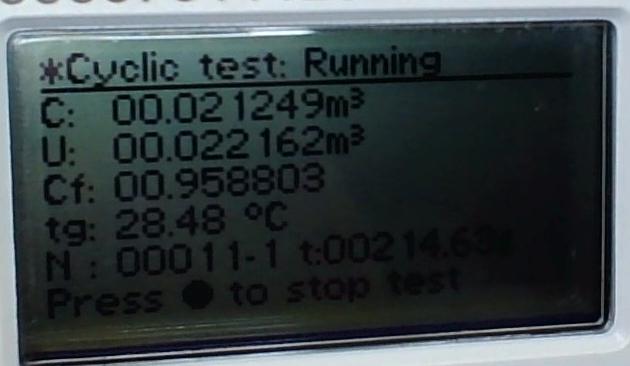 *Cyclic test: Running
C: 00.021249m³
U: 00.022162m³
Cf: 00.958803
tg: 28.48 °C
N : 00011-1 t:00214.63s
Press ● to stop test